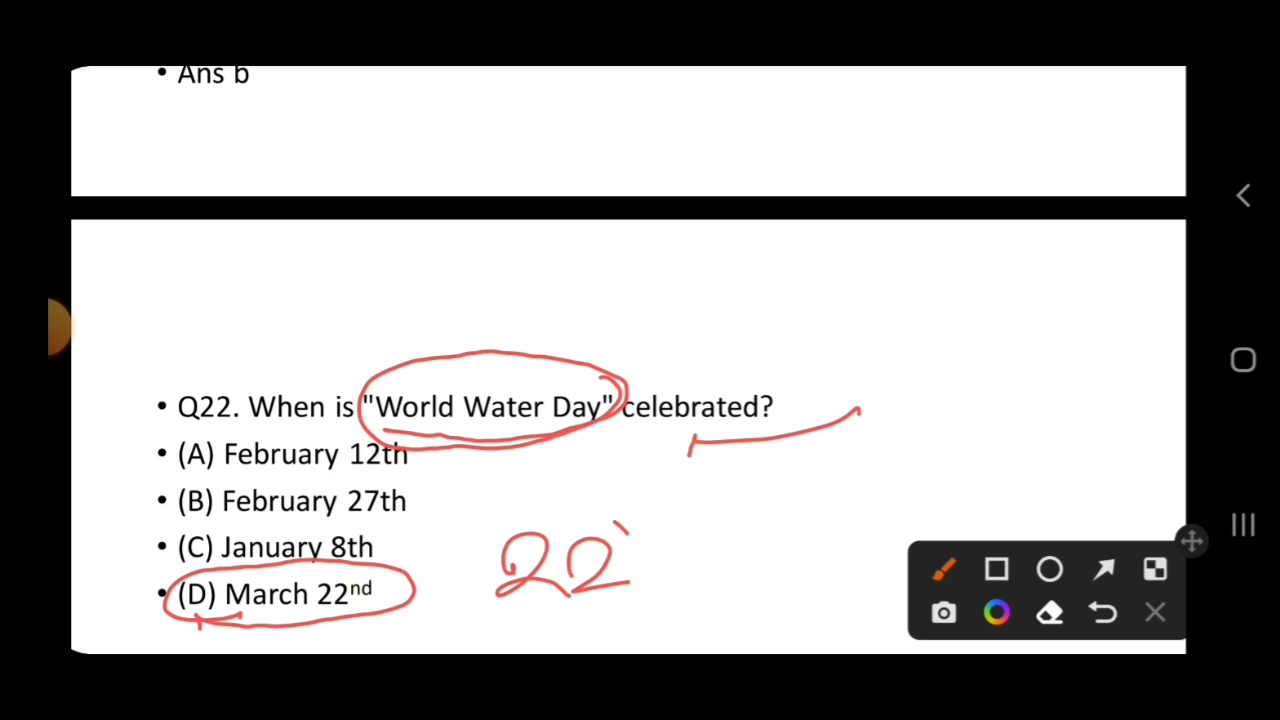 • Ans b
• Q22. When is "World Water Day" celebrated?
• (A) February 12th
• (B) February 27th
• (C) January 8th
• (D) March 22nd
22